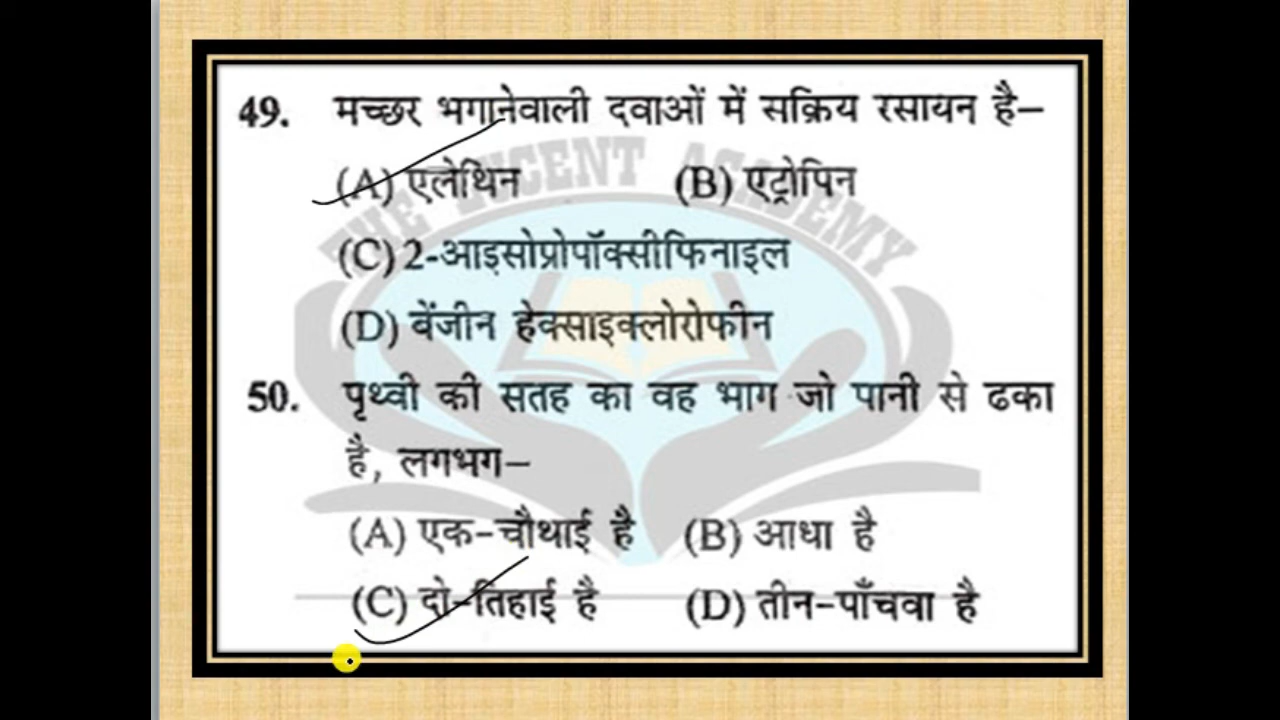 49. मच्छर भगानेवाली दवाओं में सक्रिय रसायन है–
(A) एलेथिन (B) एट्रोपिन
(C) 2-आइसोप्रोपॉक्सीफिनाइल
(D) वेंजीन हेक्साइक्लोरोफीन
50. पृथ्वी की सतह का वह भाग जो पानी से ढका
है, लगभग–
(A) एक-चौथाई है (B) आधा है
(C) दो-तिहाई है (D) तीन-पाँचवा है